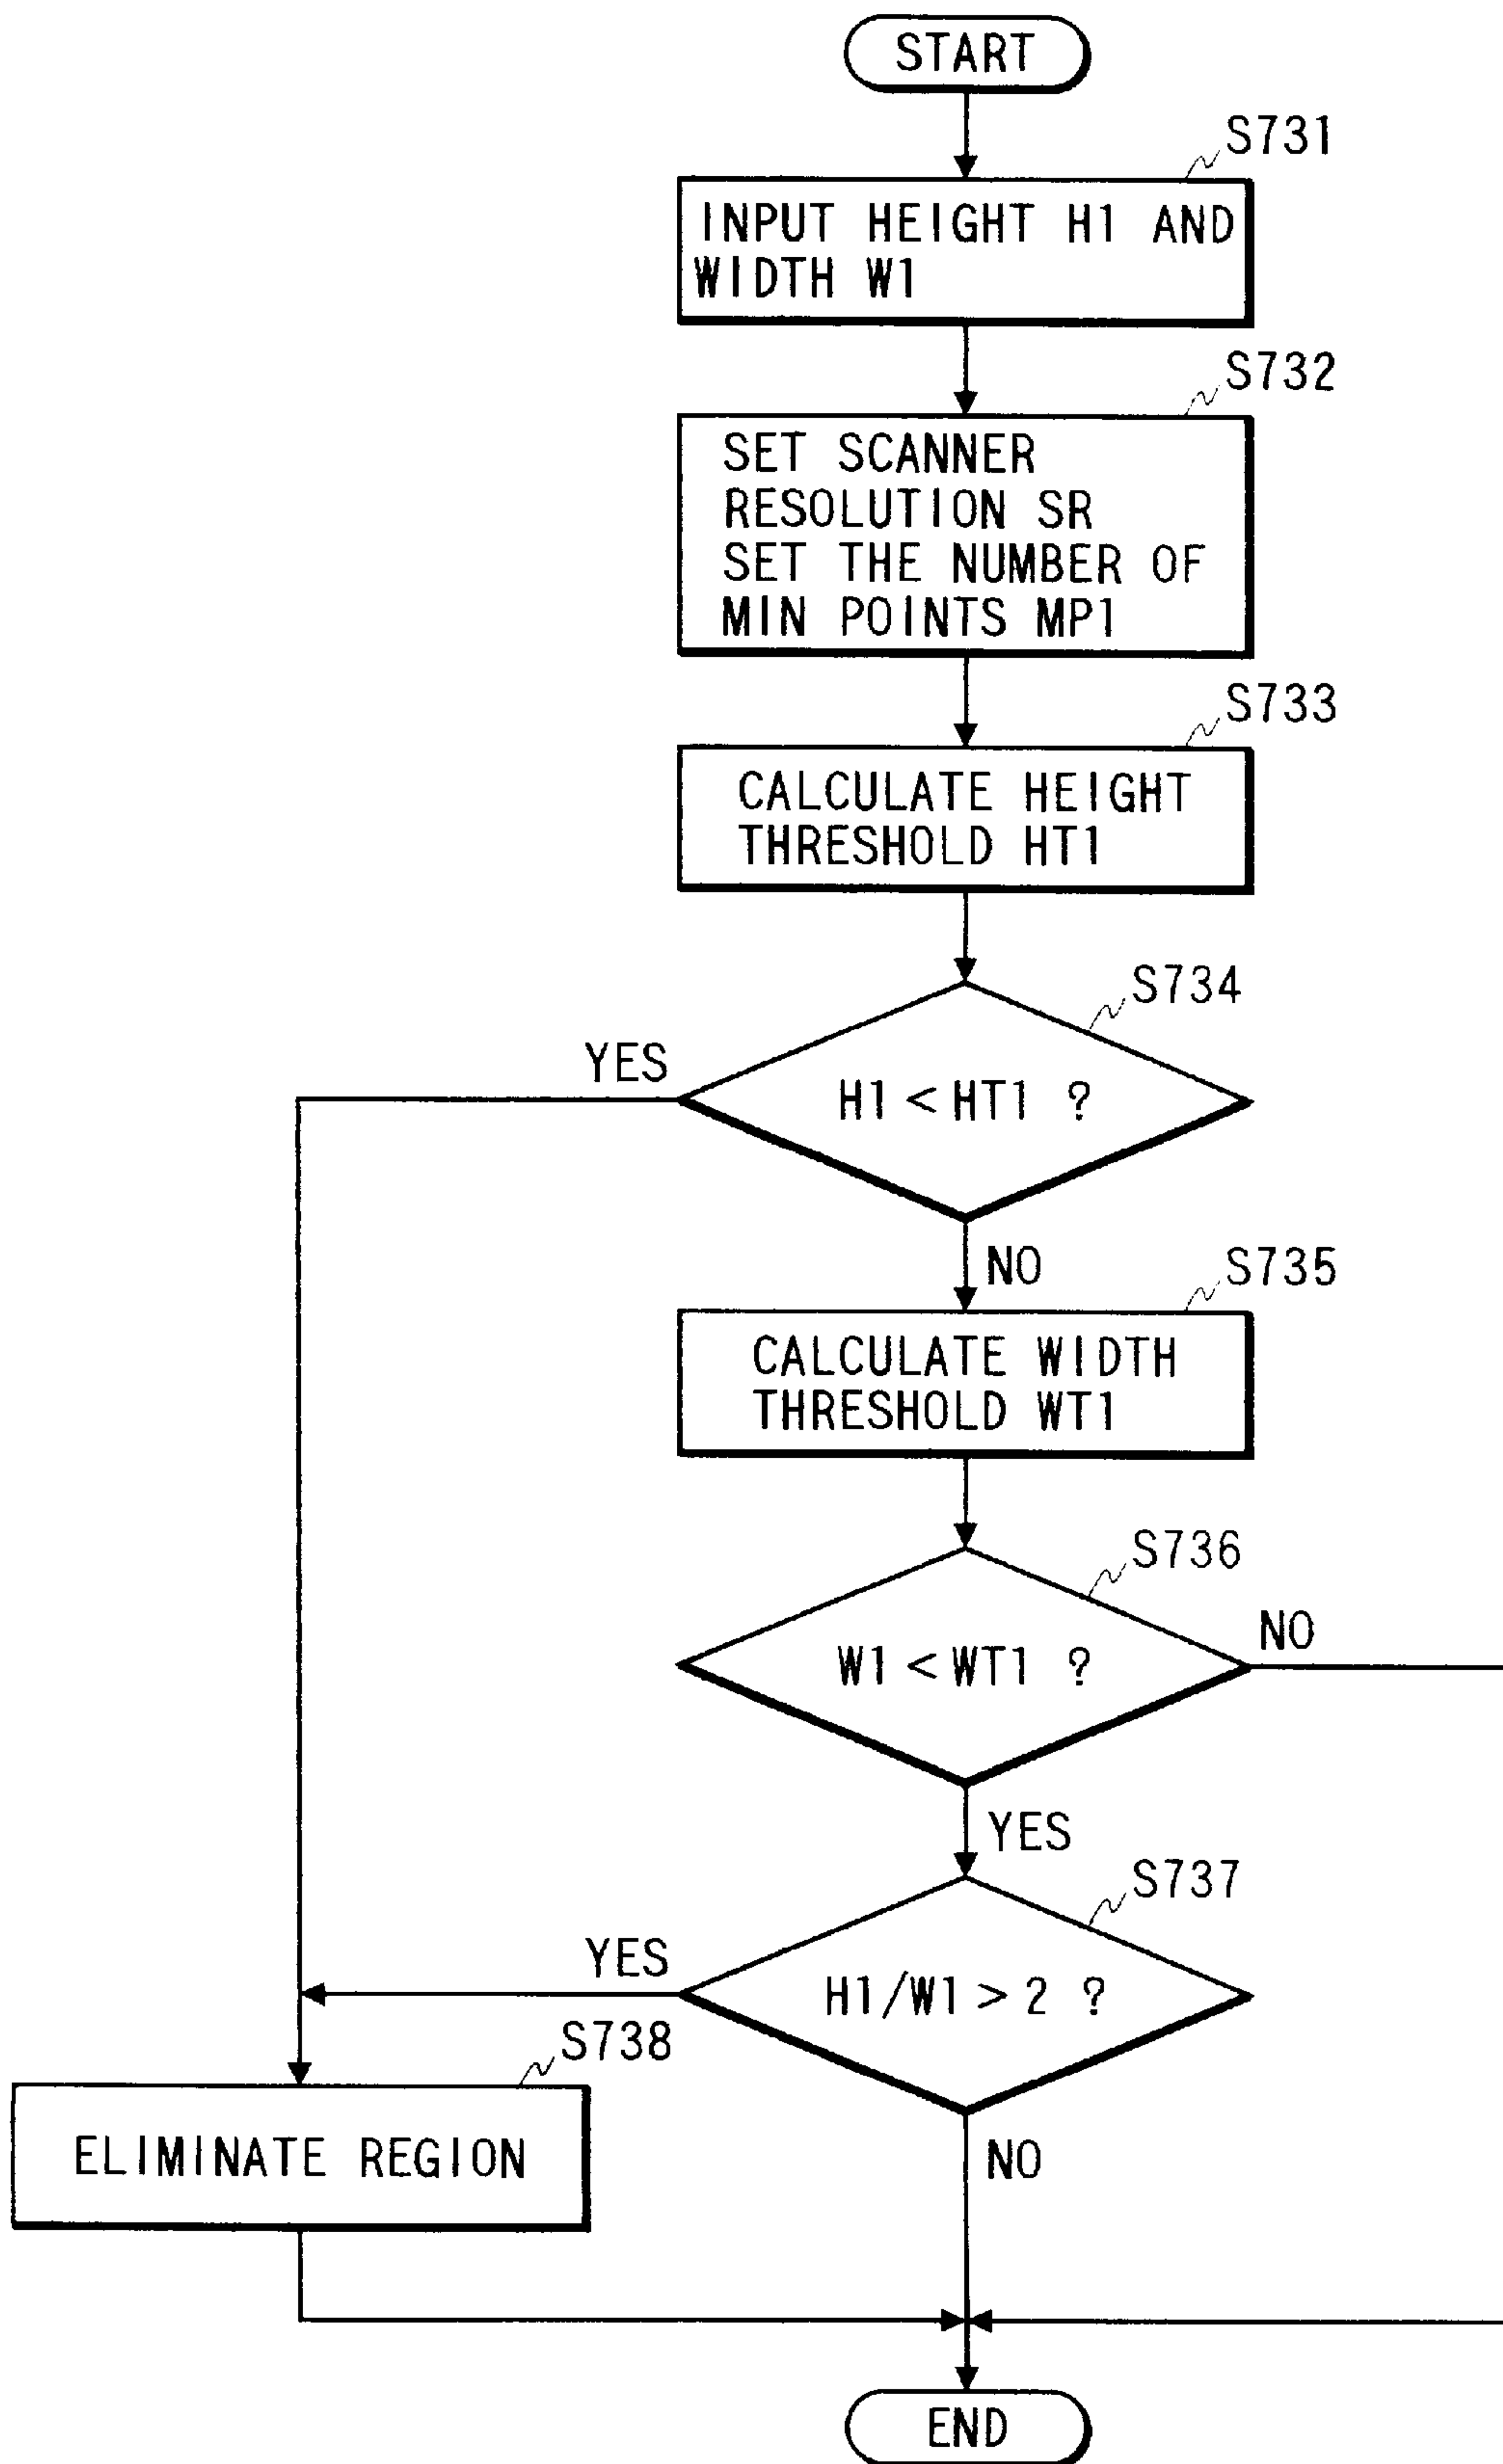 START
S731
INPUT HEIGHT H1 AND
WIDTH W1
S732
SET SCANNER
RESOLUTION SR
SET THE NUMBER OF
MIN POINTS MP1
S733
CALCULATE HEIGHT
THRESHOLD HT1
S734
YES
H1 < HT1 ?
NO
S735
CALCULATE WIDTH
THRESHOLD WT1
S736
NO
W1 < WT1 ?
YES
S737
YES
H1/W1 > 2 ?
S738
ELIMINATE REGION
NO
END